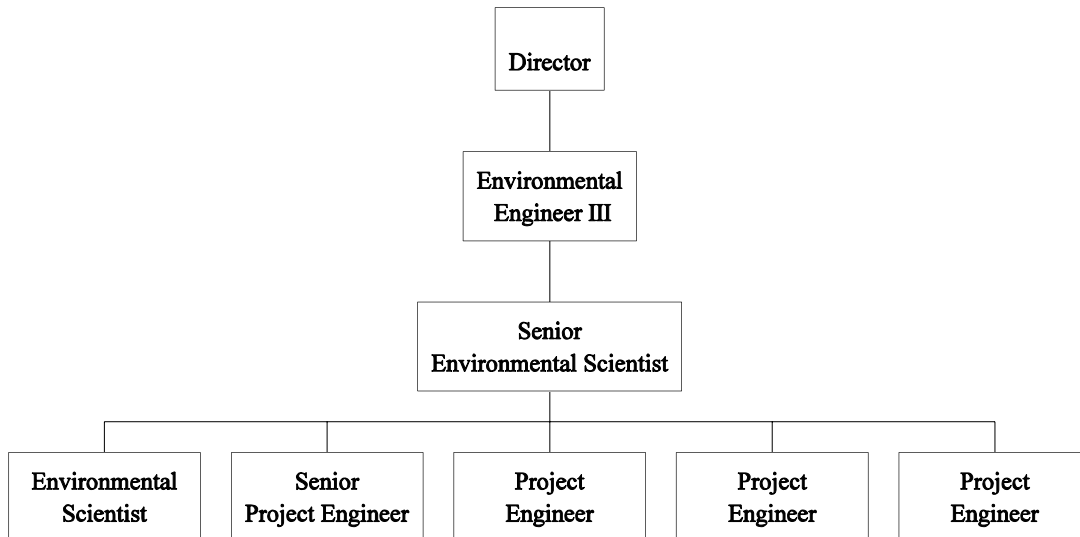 Director
Environmental
Engineer III
Senior
Environmental Scientist
Environmental
Scientist
Senior
Project Engineer
Project
Engineer
Project
Engineer
Project
Engineer